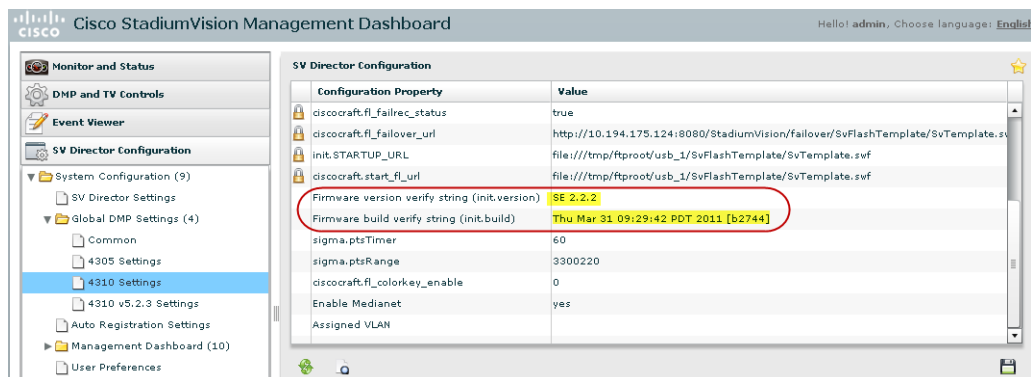 CISCO
Cisco StadiumVision Management Dashboard
Hello! admin, Choose language: English
Monitor and Status
DMP and TV Controls
Event Viewer
SV Director Configuration
System Configuration (9)
SV Director Settings
Global DMP Settings (4)
Common
4305 Settings
4310 Settings
4310 v5.2.3 Settings
Auto Registration Settings
Management Dashboard (10)
User Preferences
SV Director Configuration
Configuration Property Value
ciscocraft.fl_failrec_status true
ciscocraft.fl_failover_url http://10.194.175.124:8080/StadiumVision/failover/SvFlashTemplate/SvTemplate.sv
init.STARTUP_URL file:///tmp/ftproot/usb_1/SvFlashTemplate/SvTemplate.swf
ciscocraft.start_fl_url file:///tmp/ftproot/usb_1/SvFlashTemplate/SvTemplate.swf
Firmware version verify string (init.version) SE 2.2.2
Firmware build verify string (init.build) Thu Mar 31 09:29:42 PDT 2011 [b2744]
sigma.ptsTimer 60
sigma.ptsRange 3300220
ciscocraft.fl_colorkey_enable 0
Enable Medianet yes
Assigned VLAN